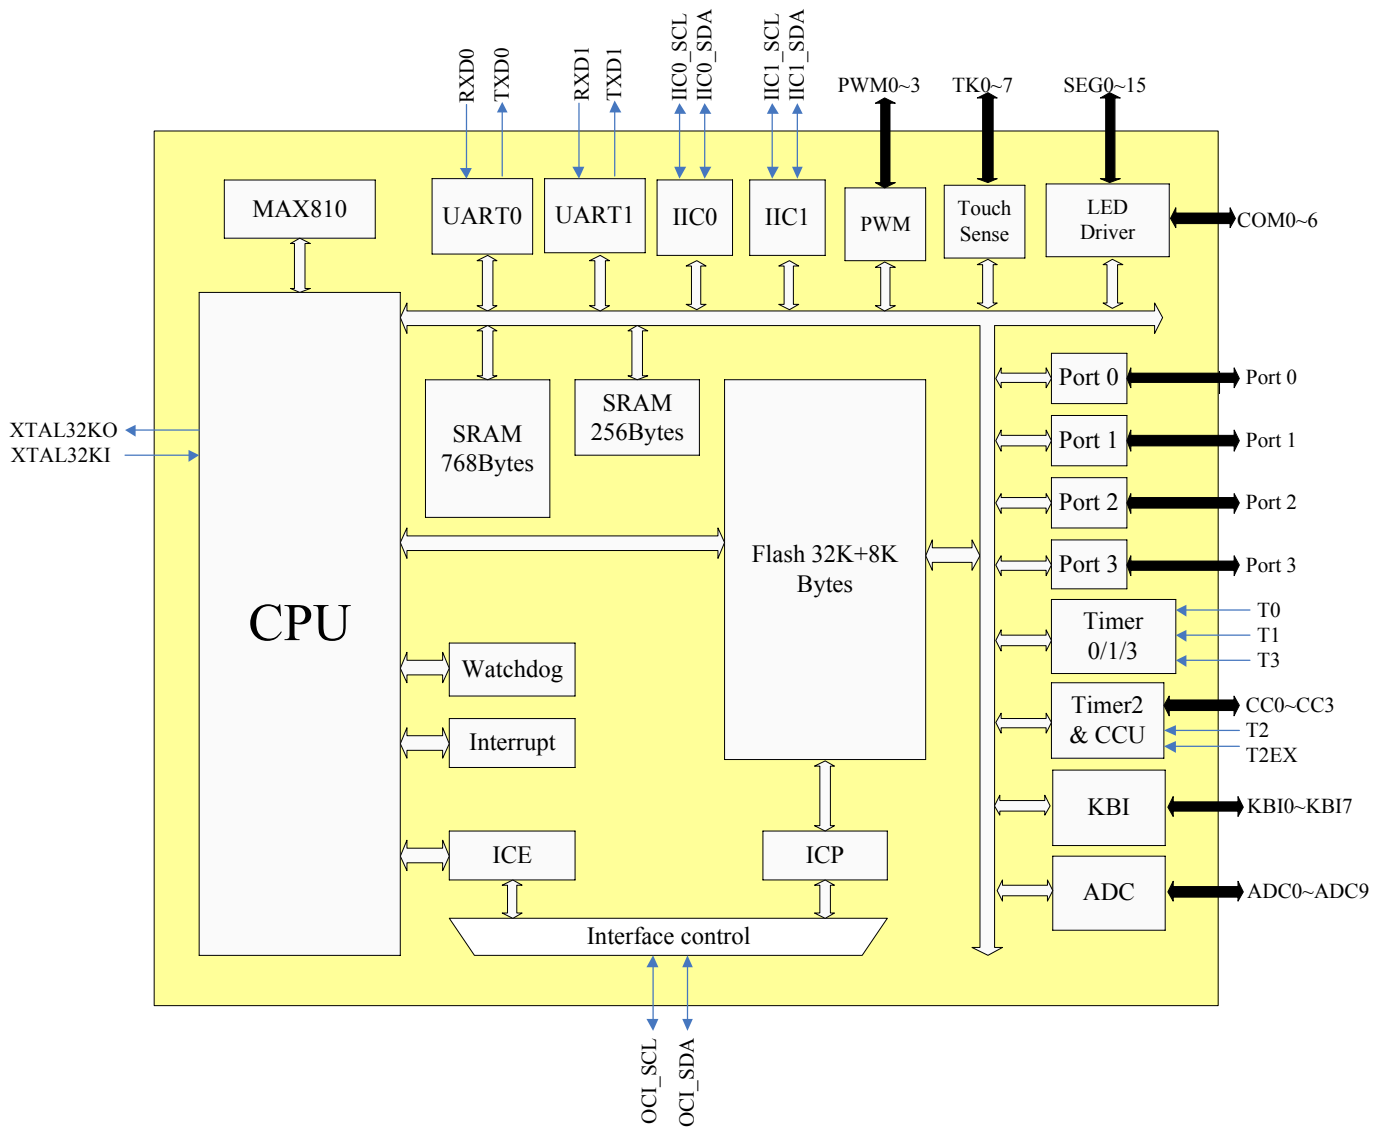 RXD0
TXD0
RXD1
TXD1
IIC0_SCL
IIC0_SDA
IIC1_SCL
IIC1_SDA
PWM0~3
TK0~7
SEG0~15
MAX810
UART0
UART1
IIC0
IIC1
PWM
Touch
Sense
LED
Driver
COM0~6
CPU
XTAL32KO
XTAL32KI
SRAM
768Bytes
SRAM
256Bytes
Flash 32K+8K
Bytes
Port 0
Port 0
Port 1
Port 1
Port 2
Port 2
Port 3
Port 3
Timer
0/1/3
T0
T1
T3
Timer2
& CCU
CC0~CC3
T2
T2EX
Watchdog
Interrupt
KBI
KBI0~KBI7
ICE
ICP
ADC
ADC0~ADC9
Interface control
OCI_SCL
OCI_SDA